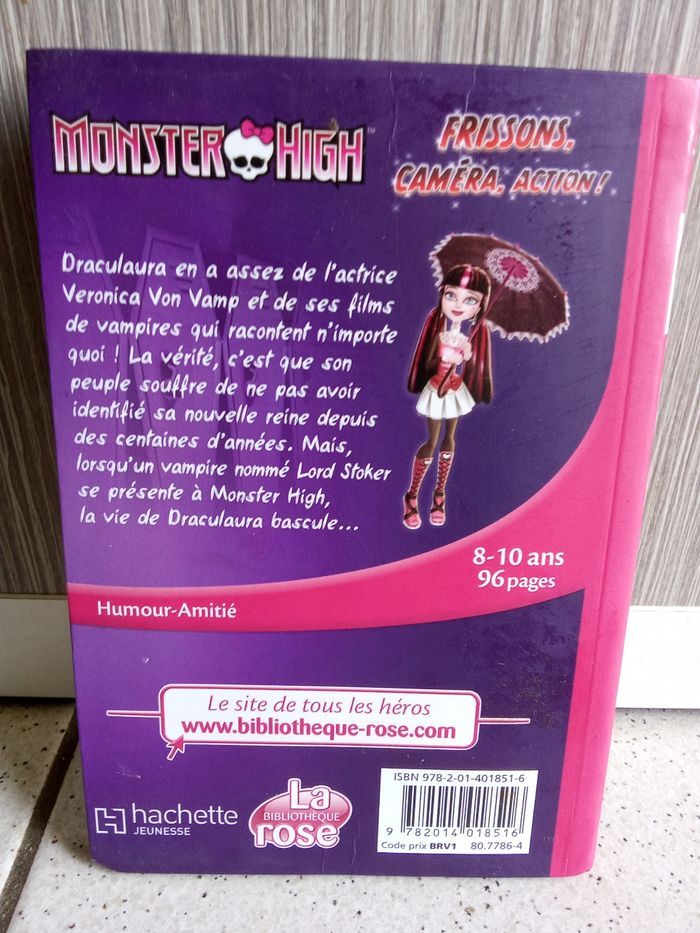 MONSTER HIGH™
FRISSONS,
CAMÉRA, ACTION !
Draculaura en a assez de l'actrice
Veronica Von Vamp et de ses films
de vampires qui racontent n'importe
quoi ! La vérité, c'est que son
peuple souffre de ne pas avoir
identifié sa nouvelle reine depuis
des centaines d'années. Mais,
lorsqu'un vampire nommé Lord Stoker
se présente à Monster High,
la vie de Draculaura bascule...
8-10 ans
96 pages
Humour-Amitié
Le site de tous les héros
www.bibliotheque-rose.com
hachette
JEUNESSE
La
BIBLIOTHÈQUE
rose
ISBN 978-2-01-401851-6
9 782014 018516
Code prix BRV1 80.7786-4